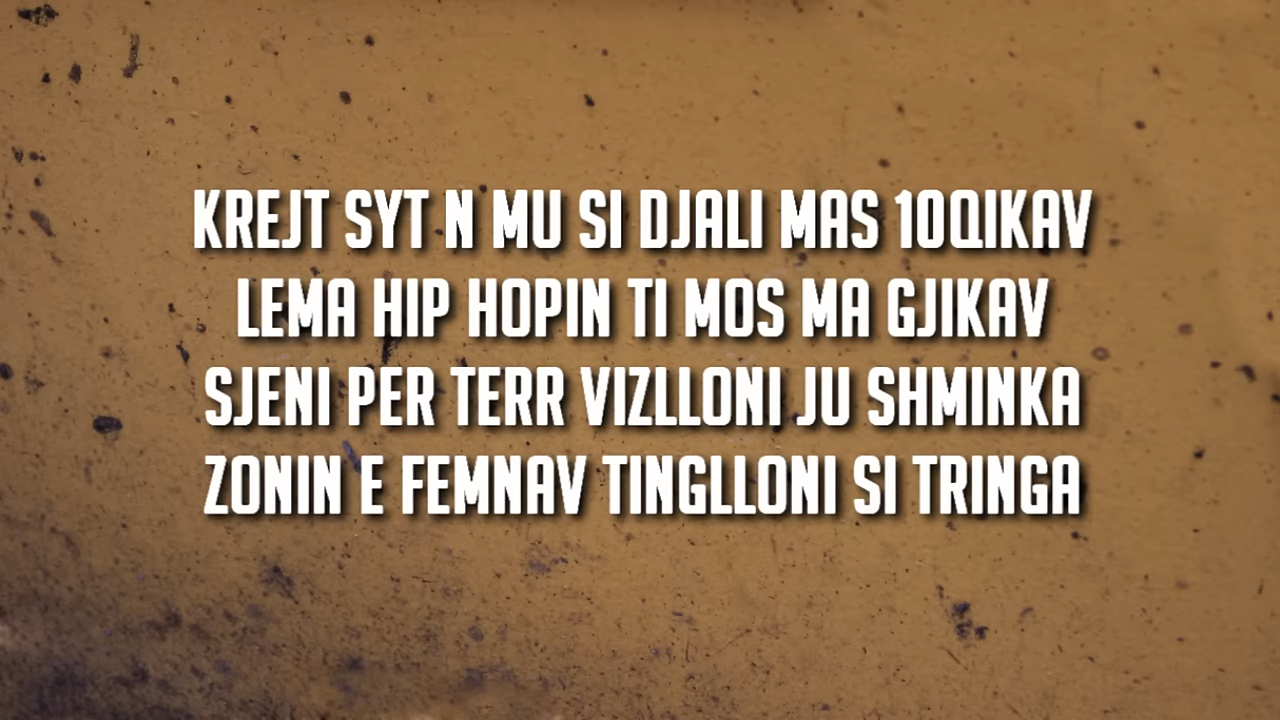 KREJT SYT N MU SI DJALI MAS 10QIKAV
LEMA HIP HOPIN TI MOS MA GJIKAV
SJENI PER TERR VIZLLONI JU SHMINKA
ZONIN E FEMNAV TINGLLONI SI TRINGA